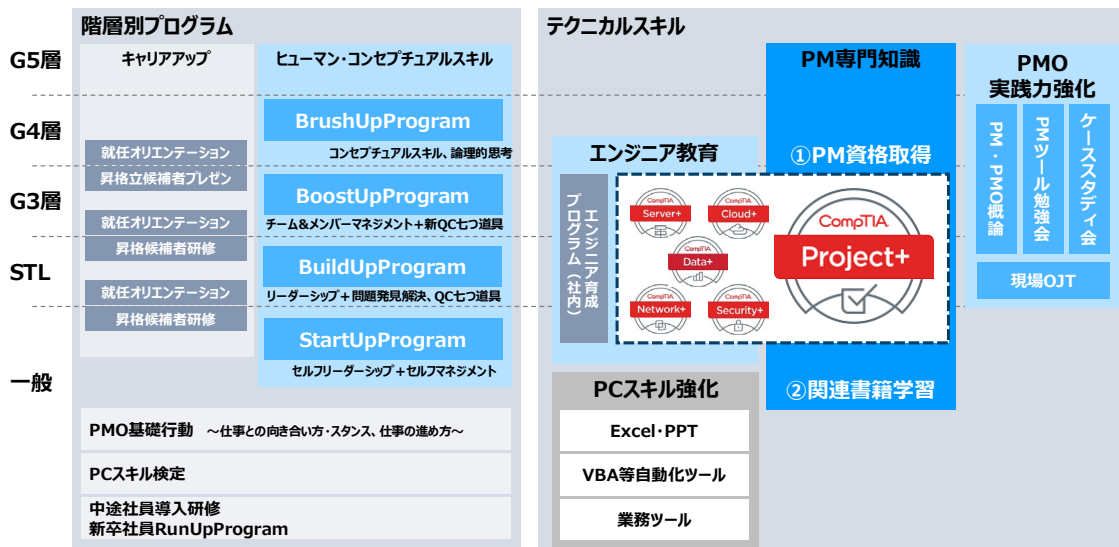 階層別プログラム
テクニカルスキル
G5層
G4層
G3層
STL
一般
キャリアアップ
就任オリエンテーション
昇格立候補者プレゼン
就任オリエンテーション
昇格候補者研修
就任オリエンテーション
昇格候補者研修
ヒューマン・コンセプチュアルスキル
BrushUpProgram
コンセプチュアルスキル、論理的思考
BoostUpProgram
チーム&メンバーマネジメント+新QC七つ道具
BuildUpProgram
リーダーシップ+問題発見解決、QC七つ道具
StartUpProgram
セルフリーダーシップ+セルフマネジメント
PMO基礎行動 ～仕事との向き合い方・スタンス、仕事の進め方～
PCスキル検定
中途社員導入研修
新卒社員RunUpProgram
エンジニア教育
エンジニア育成
プログラム(社内)
CompTIA
Server+
CompTIA
Cloud+
CompTIA
Data+
CompTIA
Network+
CompTIA
Security+
CompTIA
Project+
PM専門知識
①PM資格取得
②関連書籍学習
PCスキル強化
Excel・PPT
VBA等自動化ツール
業務ツール
PMO
実践力強化
PM・PMO概論
PMツール勉強会
ケーススタディ会
現場OJT